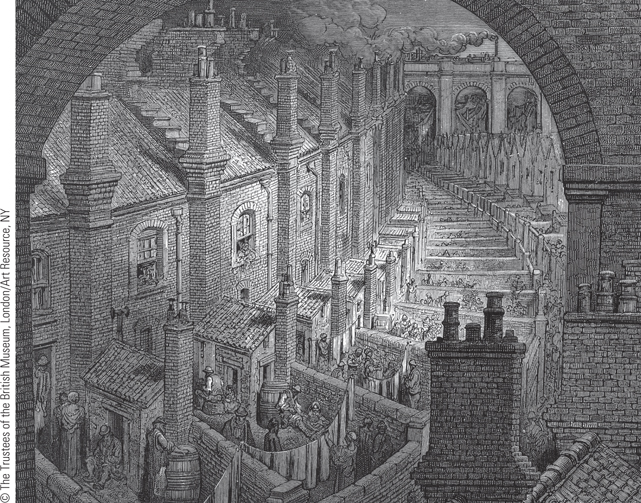 © The Trustees of the British Museum, London/Art Resource, NY